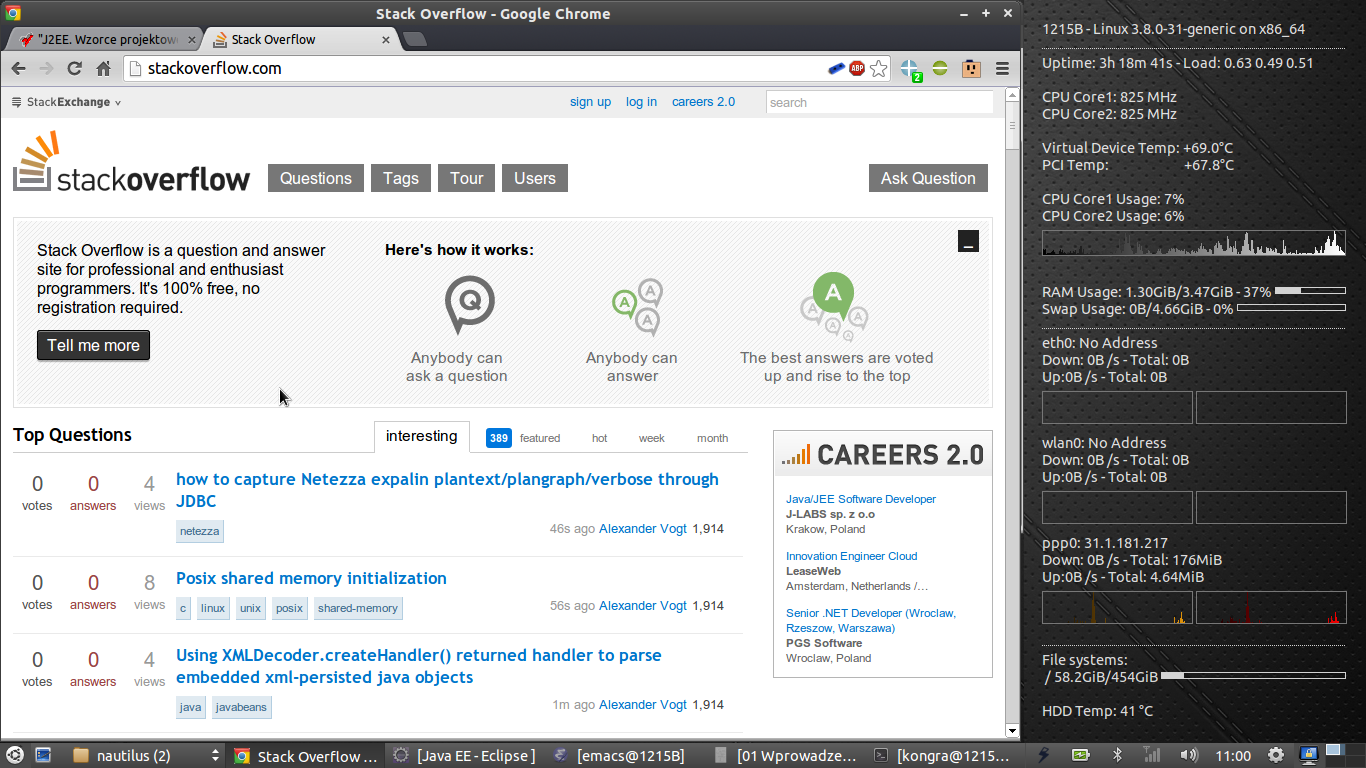 Stack Overflow - Google Chrome
"J2EE. Wzorce projektow
Stack Overflow
stackoverflow.com
ABP
2
StackExchange
sign up log in careers 2.0
search
stackoverflow
Questions Tags Tour Users
Ask Question
Stack Overflow is a question and answer
site for professional and enthusiast
programmers. It's 100% free, no
registration required.
Tell me more
Here's how it works:
Q
Anybody can
ask a question
A A A
Anybody can
answer
A A A A A
The best answers are voted
up and rise to the top
Top Questions
interesting 389 featured hot week month
0 votes 0 answers 4 views
how to capture Netezza expalin plantext/plangraph/verbose through
JDBC
netezza
46s ago Alexander Vogt 1,914
0 votes 0 answers 8 views
Posix shared memory initialization
c linux unix posix shared-memory
56s ago Alexander Vogt 1,914
0 votes 0 answers 4 views
Using XMLDecoder.createHandler() returned handler to parse
embedded xml-persisted java objects
java javabeans
1m ago Alexander Vogt 1,914
CAREERS 2.0
Java/JEE Software Developer
J-LABS sp. z o.o
Krakow, Poland
Innovation Engineer Cloud
LeaseWeb
Amsterdam, Netherlands /…
Senior .NET Developer (Wroclaw,
Rzeszow, Warszawa)
PGS Software
Wroclaw, Poland
1215B - Linux 3.8.0-31-generic on x86_64
Uptime: 3h 18m 41s - Load: 0.63 0.49 0.51
CPU Core1: 825 MHz
CPU Core2: 825 MHz
Virtual Device Temp: +69.0°C
PCI Temp: +67.8°C
CPU Core1 Usage: 7%
CPU Core2 Usage: 6%
RAM Usage: 1.30GiB/3.47GiB - 37%
Swap Usage: 0B/4.66GiB - 0%
eth0: No Address
Down: 0B /s - Total: 0B
Up:0B /s - Total: 0B
wlan0: No Address
Down: 0B /s - Total: 0B
Up:0B /s - Total: 0B
ppp0: 31.1.181.217
Down: 0B /s - Total: 176MiB
Up:0B /s - Total: 4.64MiB
File systems:
/ 58.2GiB/454GiB
HDD Temp: 41 °C
nautilus (2)
Stack Overflow ...
[Java EE - Eclipse ]
[emacs@1215B]
[01 Wprowadze...
[kongra@1215...
11:00